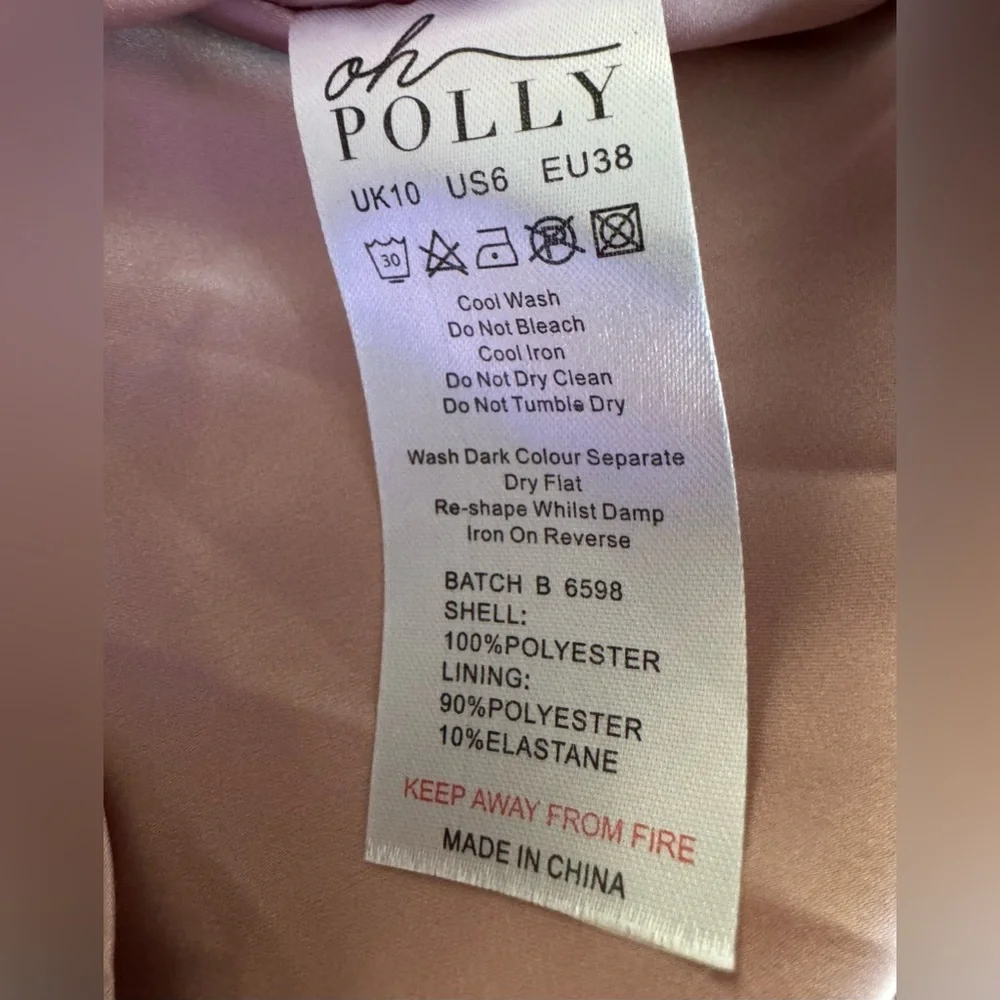 oh
POLLY
UK10 US6 EU38
30
Cool Wash
Do Not Bleach
Cool Iron
Do Not Dry Clean
Do Not Tumble Dry
Wash Dark Colour Separate
Dry Flat
Re-shape Whilst Damp
Iron On Reverse
BATCH B 6598
SHELL:
100%POLYESTER
LINING:
90%POLYESTER
10%ELASTANE
KEEP AWAY FROM FIRE
MADE IN CHINA